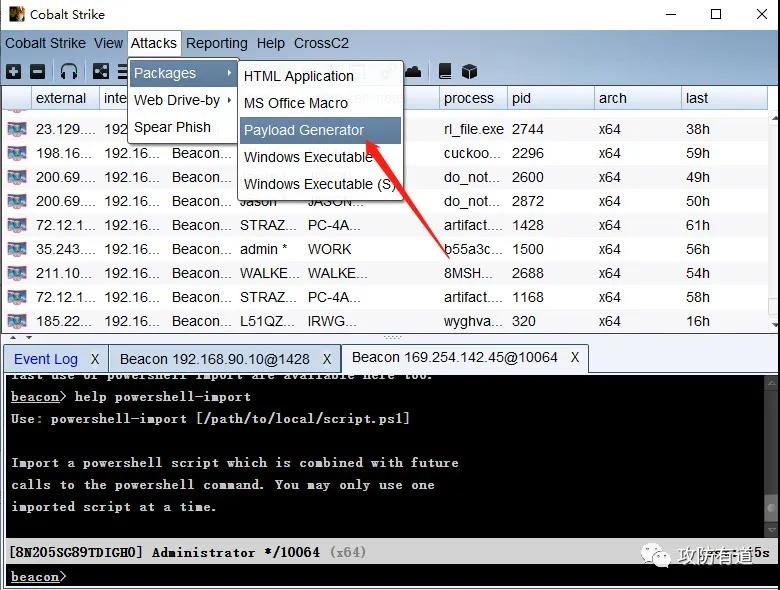 Cobalt Strike
Cobalt Strike View Attacks Reporting Help CrossC2
Packages
Web Drive-by
Spear Phish
HTML Application
MS Office Macro
Payload Generator
Windows Executable
Windows Executable (S)
external process pid arch last
23.129.... 192.16... Beacon... rl_file.exe 2744 x64 38h
198.16... 192.16... Beacon... cuckoo... 2296 x64 59h
200.69... 192.16... Beacon... do_not... 2600 x64 49h
200.69... 192.16... Beacon... Jason JASON... do_not... 2872 x64 50h
72.12.1... 192.16... Beacon... STRAZ... PC-4A... artifact.... 1428 x64 61h
35.243.... 192.16... Beacon... admin * WORK b55a3c... 1500 x64 56h
211.10... 192.16... Beacon... WALKE... WALKE... 8MSH... 2688 x64 54h
72.12.1... 192.16... Beacon... STRAZ... PC-4A... artifact.... 1168 x64 58h
185.22... 192.16... Beacon... L51QZ... IRWG... wyghva... 320 x64 16h
Event Log X Beacon 192.168.90.10@1428 X Beacon 169.254.142.45@10064 X
last use of powershell-import are available here too.
beacon> help powershell-import
Use: powershell-import [/path/to/local/script.ps1]
Import a powershell script which is combined with future
calls to the powershell command. You may only use one
imported script at a time.
[8N205SG89TDIGHO] Administrator */10064 (x64)
攻防有道
beacon>